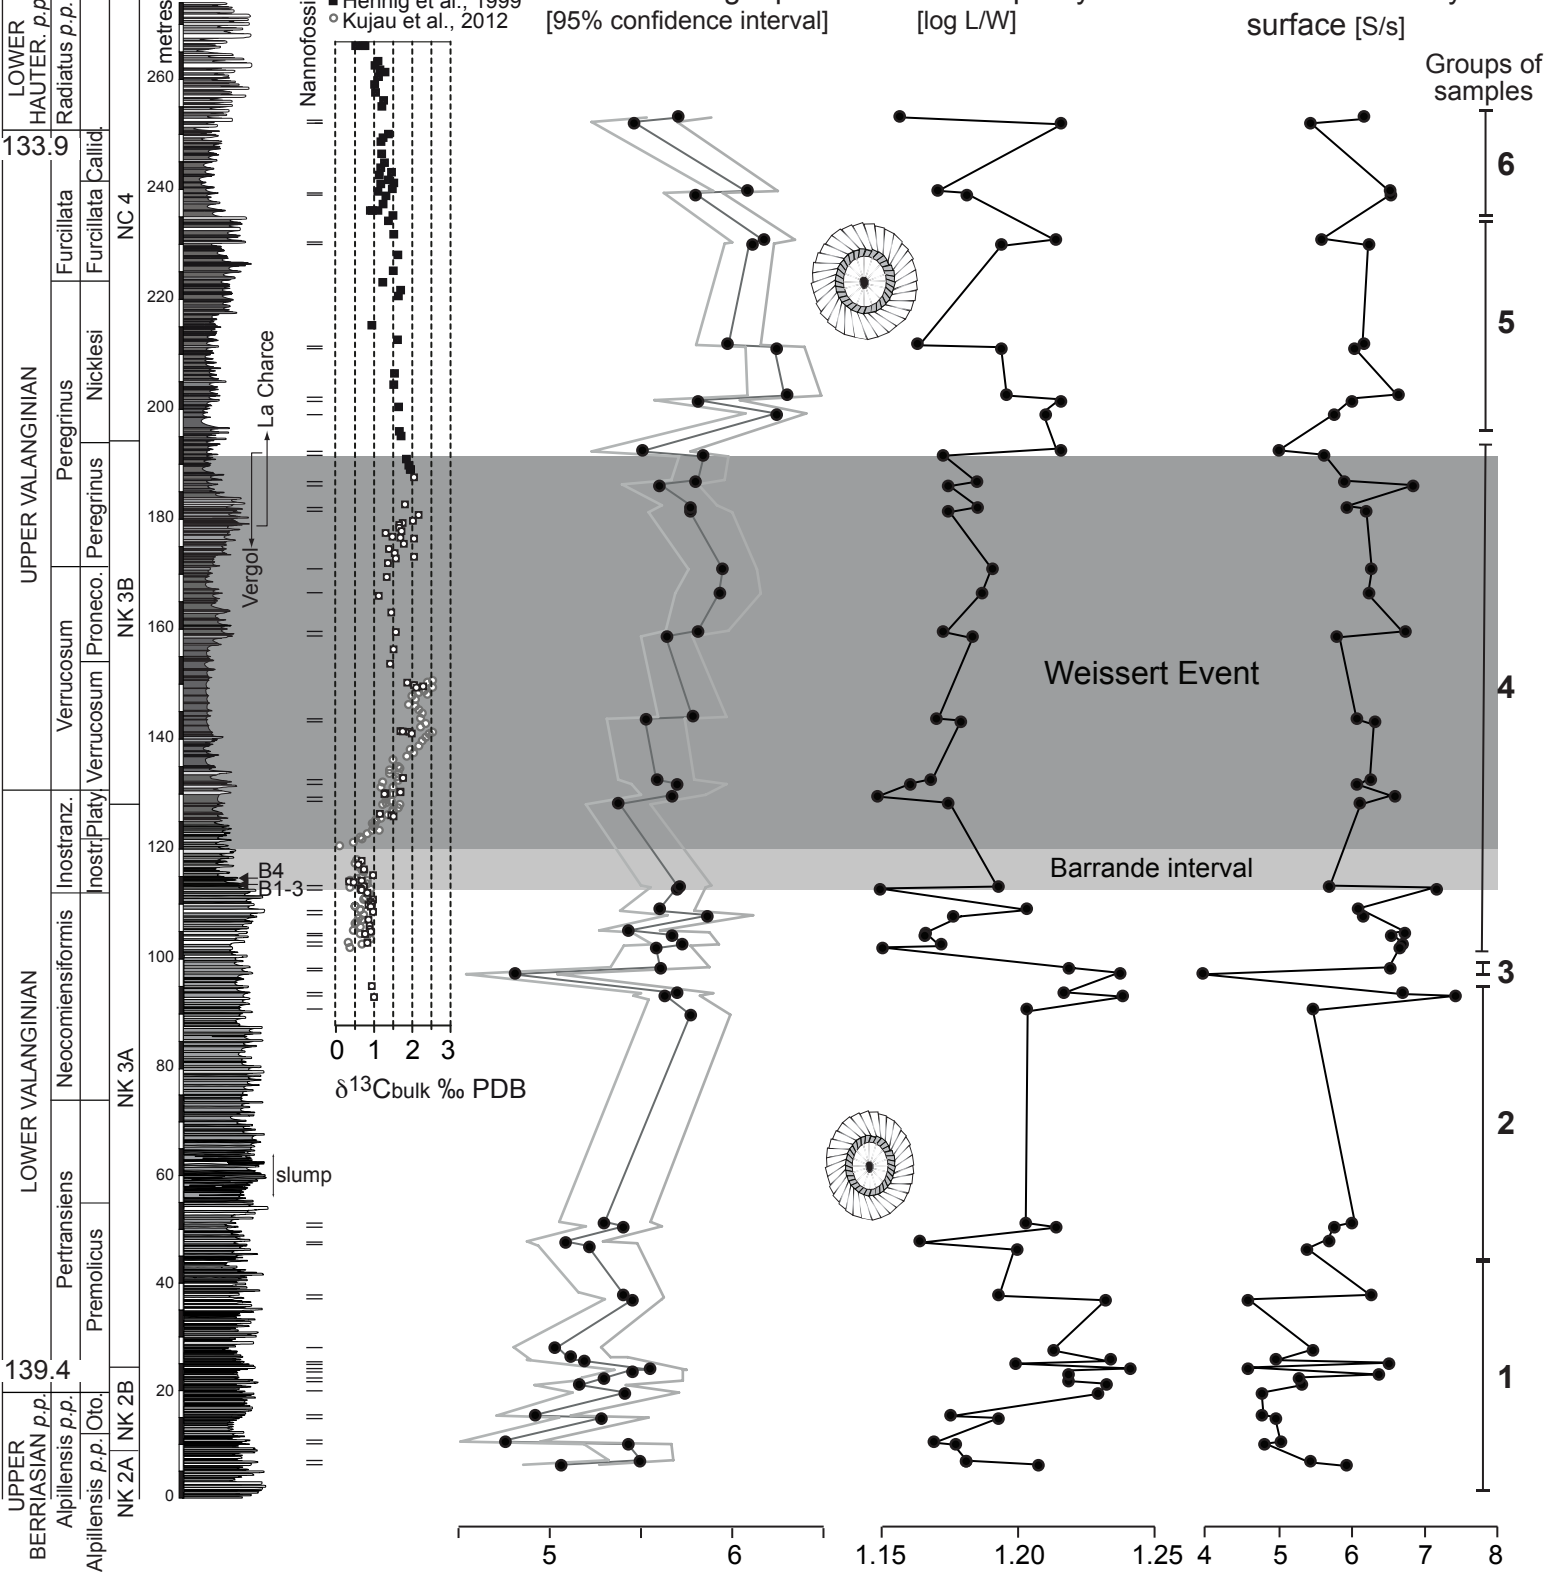 Hennig et al., 1999
Kujau et al., 2012
[95% confidence interval]
[log L/W]
surface [S/s]
Groups of
samples
metres
LOWER
HAUTER. p.p.
Radiatus p.p.
133.9
Callid.
Furcillata
Furcillata
NC 4
UPPER VALANGINIAN
Peregrinus
Nicklesi
Peregrinus
Verrucosum
Proneco.
Verrucosum
NK 3B
La Charce
Vergol
Inostranz.
Platy.
Inostr.
B4
B1-3
LOWER VALANGINIAN
Neocomiensiformis
NK 3A
Pertransiens
Premolicus
slump
139.4
UPPER
BERRIASIAN p.p.
Alpillensis p.p.
Alpillensis p.p.
Oto.
NK 2B
NK 2A
260
240
220
200
180
160
140
120
100
80
60
40
20
0
0 1 2 3
δ13Cbulk ‰ PDB
Weissert Event
Barrande interval
6
5
4
3
2
1
5 6
1.15 1.20 1.25
4 5 6 7 8